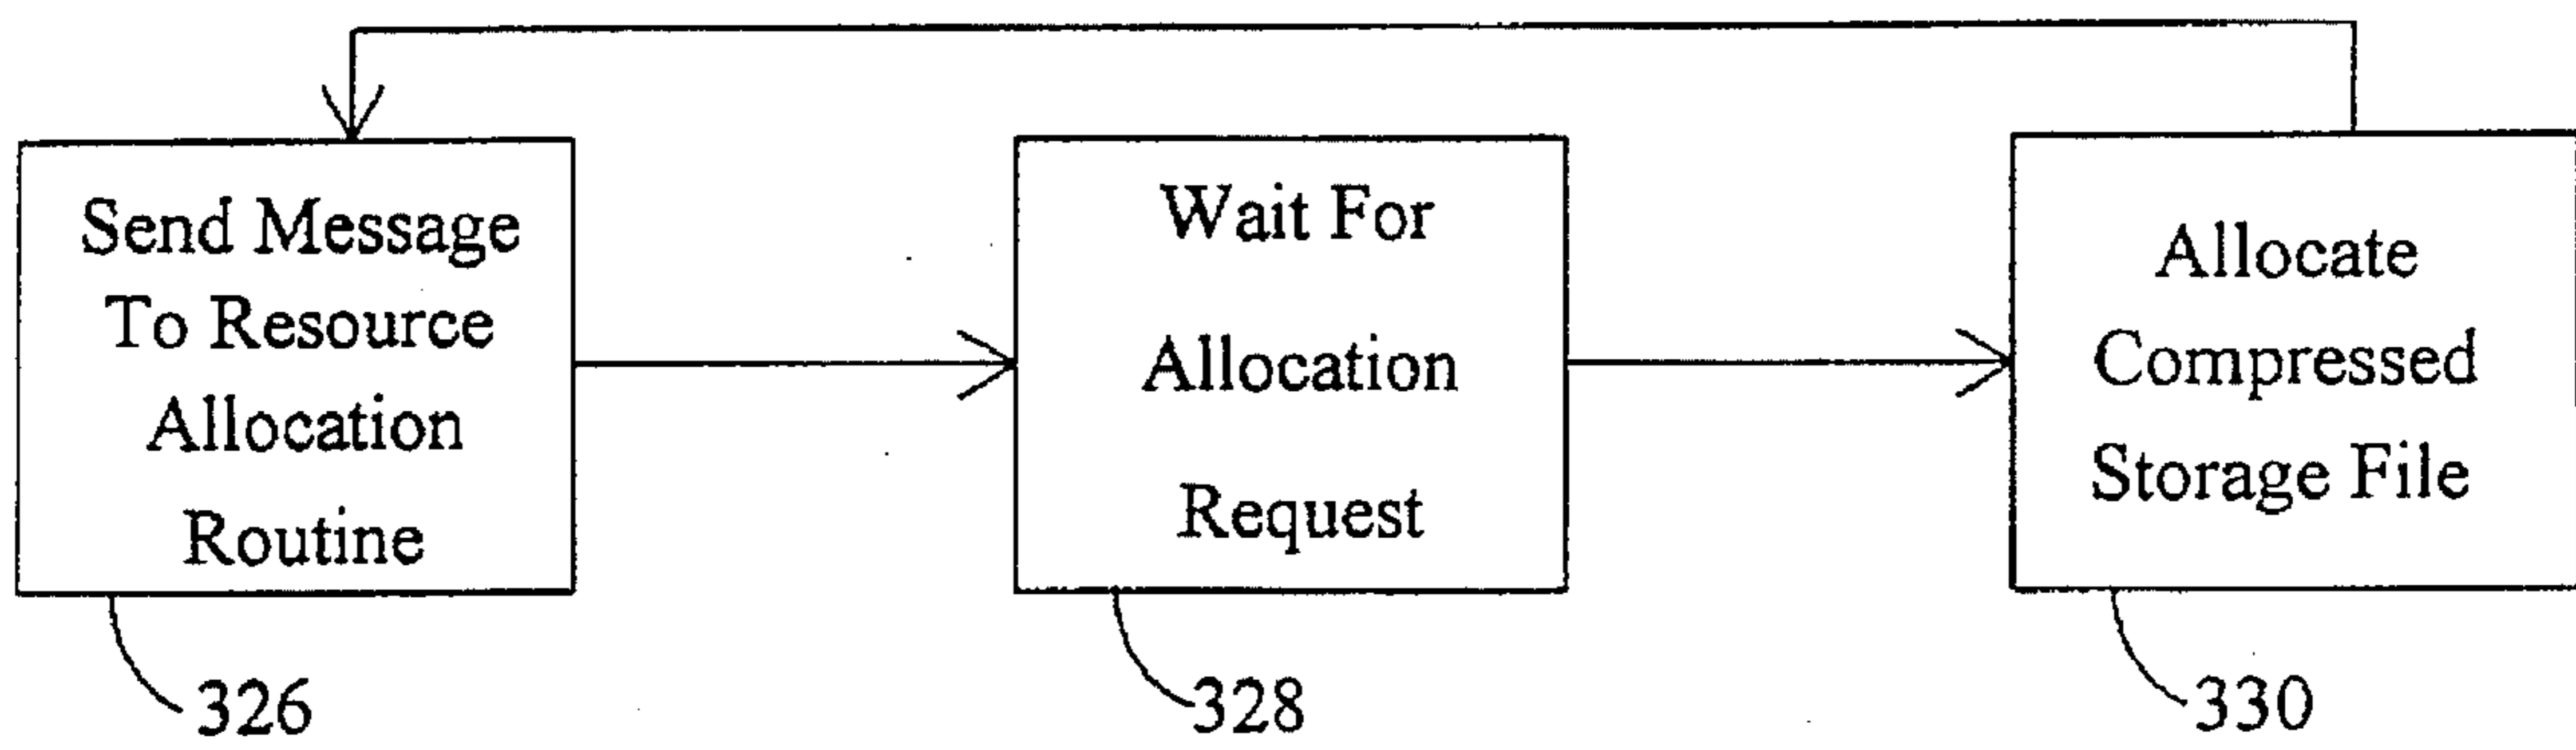 Send Message
To Resource
Allocation
Routine
Wait For
Allocation
Request
Allocate
Compressed
Storage File
326
328
330